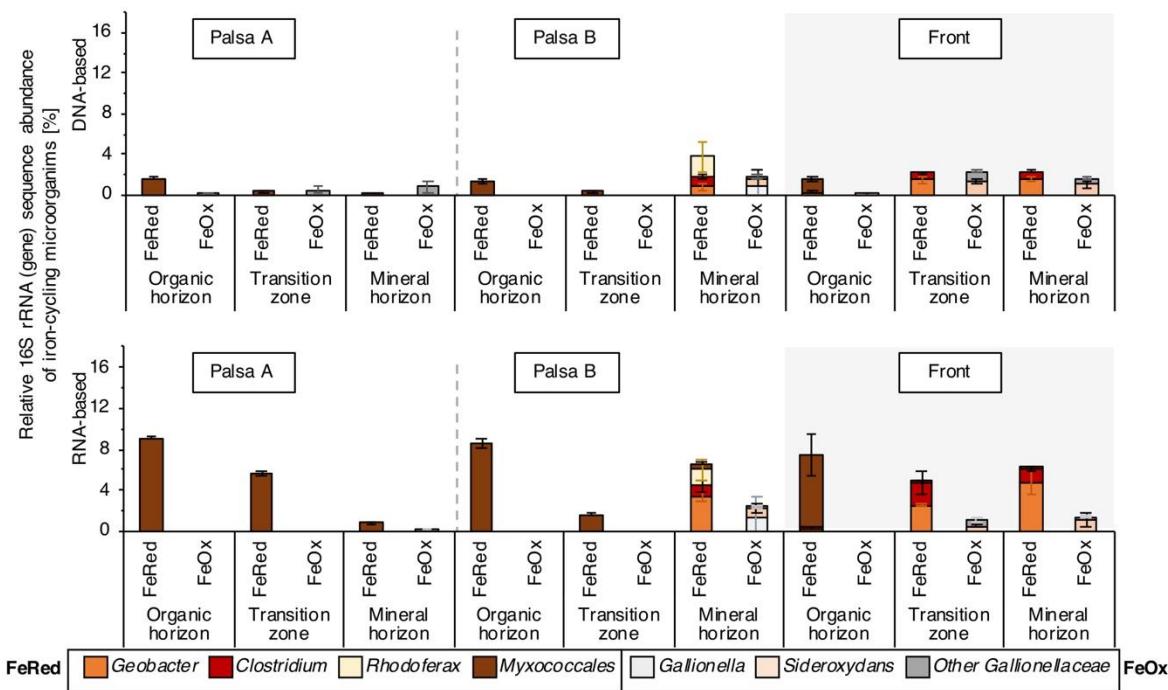 Relative 16S rRNA (gene) sequence abundance
of iron-cycling microorganims [%]
DNA-based
16
12
8
4
0
Palsa A
Palsa B
Front
FeRed FeOx FeRed FeOx FeRed FeOx FeRed FeOx FeRed FeOx FeRed FeOx FeRed FeOx FeRed FeOx FeRed FeOx
Organic Transition Mineral Organic Transition Mineral Organic Transition Mineral
horizon zone horizon horizon zone horizon horizon zone horizon
RNA-based
16
12
8
4
0
Palsa A
Palsa B
Front
FeRed FeOx FeRed FeOx FeRed FeOx FeRed FeOx FeRed FeOx FeRed FeOx FeRed FeOx FeRed FeOx FeRed FeOx
Organic Transition Mineral Organic Transition Mineral Organic Transition Mineral
horizon zone horizon horizon zone horizon horizon zone horizon
FeRed Geobacter Clostridium Rhodoferax Myxococcales Gallionella Sideroxydans Other Gallionellaceae FeOx